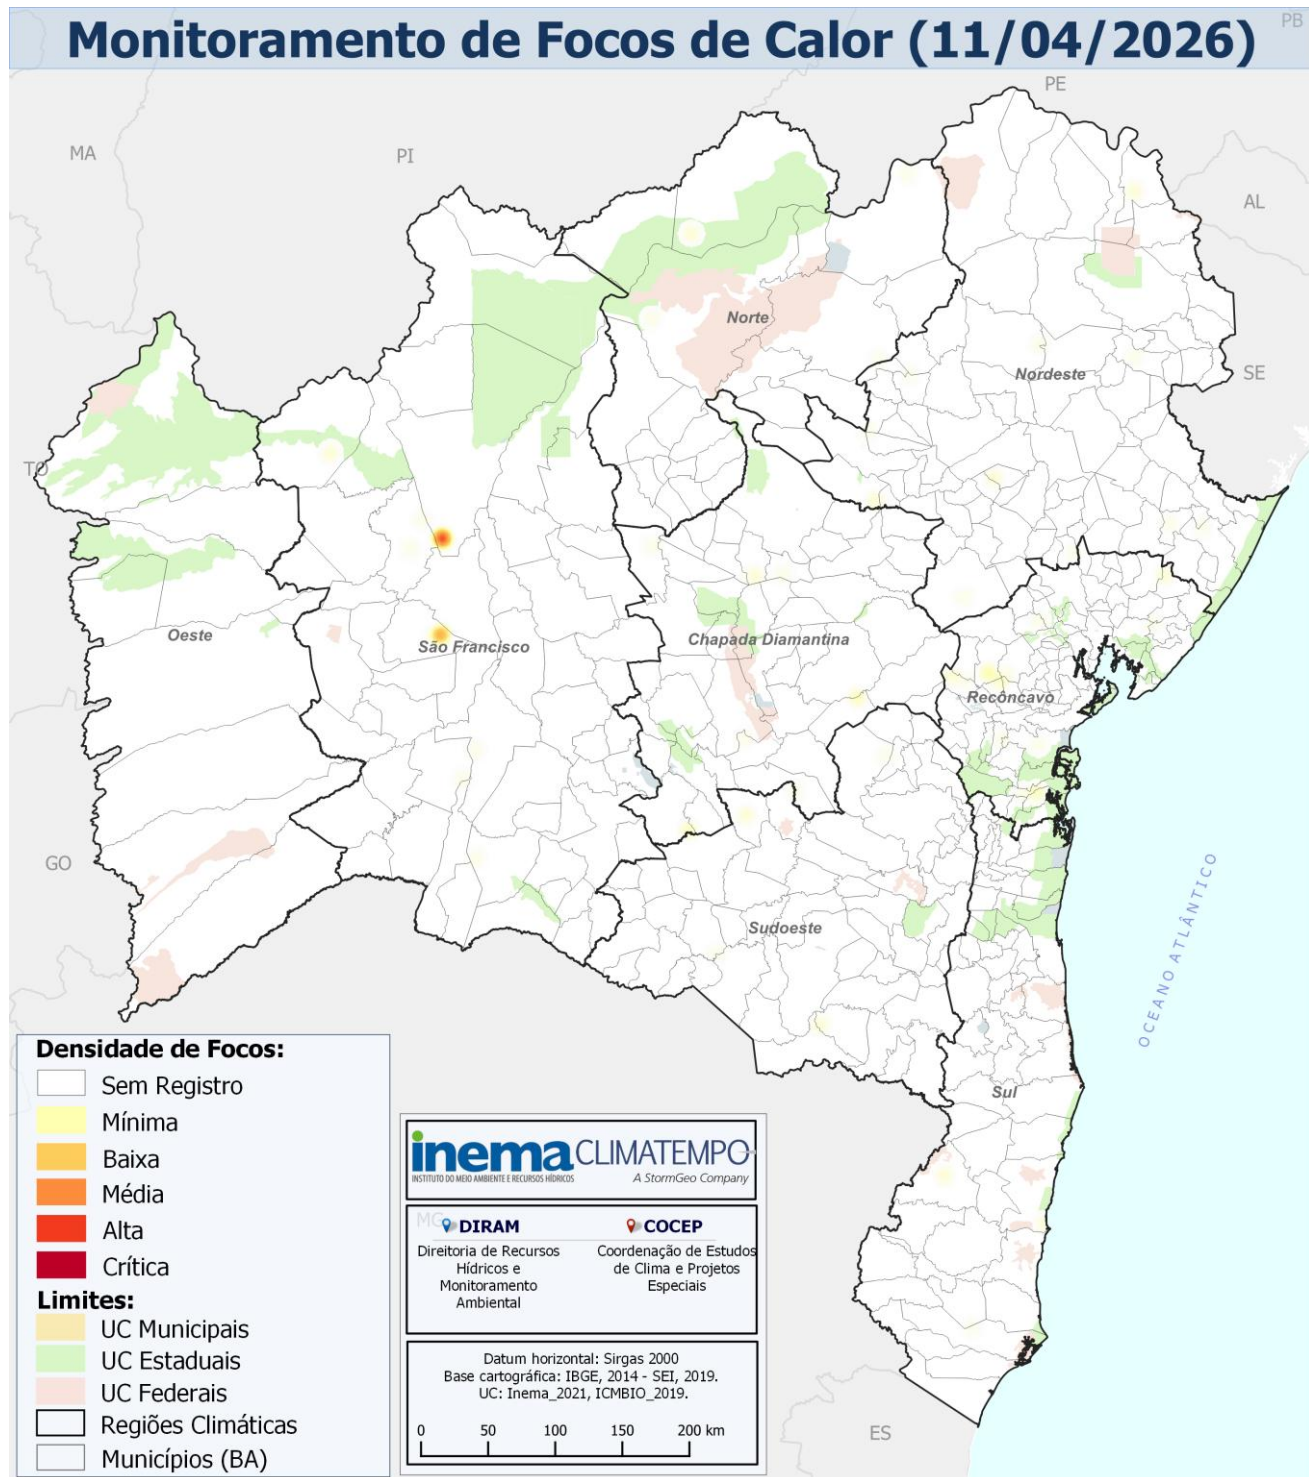 Monitoramento de Focos de Calor (11/04/2026)
PB
PE
MA
PI
AL
Norte
Nordeste
SE
TO
Oeste
São Francisco
Chapada Diamantina
Recôncavo
GO
Sudoeste
OCEANO ATLÂNTICO
Sul
Densidade de Focos:
Sem Registro
Mínima
Baixa
Média
Alta
Crítica
Limites:
UC Municipais
UC Estaduais
UC Federais
Regiões Climáticas
Municípios (BA)
inema
INSTITUTO DO MEIO AMBIENTE E RECURSOS HÍDRICOS
CLIMATEMPO
A StormGeo Company
MG
DIRAM
Direitoria de Recursos
Hídricos e
Monitoramento
Ambiental
COCEP
Coordenação de Estudos
de Clima e Projetos
Especiais
Datum horizontal: Sirgas 2000
Base cartográfica: IBGE, 2014 - SEI, 2019.
UC: Inema_2021, ICMBIO_2019.
0 50 100 150 200 km
ES